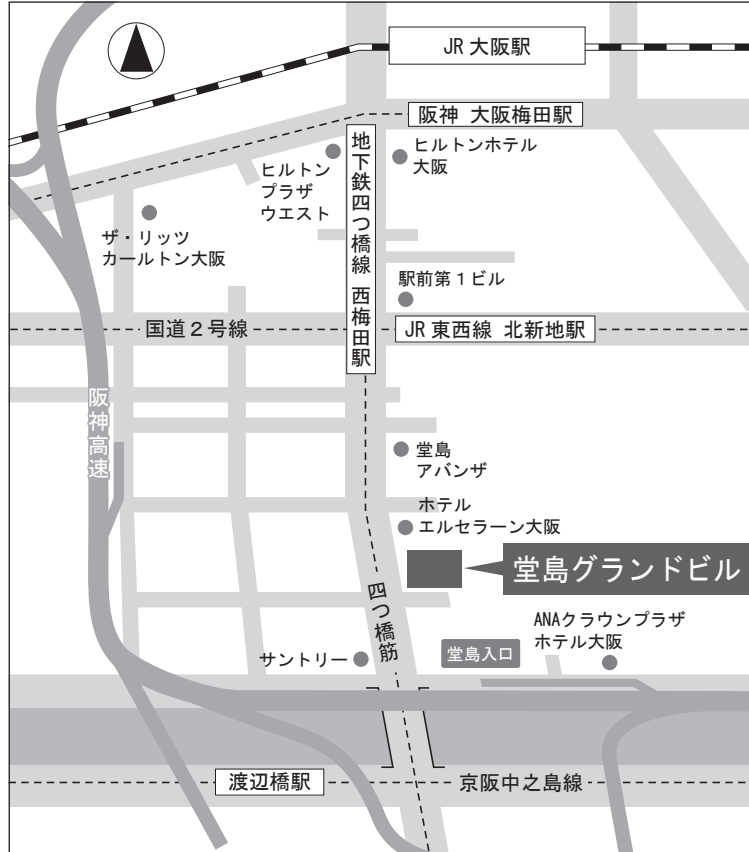 JR 大阪駅
阪神 大阪梅田駅
地下鉄四つ橋線 西梅田駅
ヒルトン
プラザ
ウエスト
ヒルトンホテル
大阪
ザ・リッツ
カールトン大阪
駅前第1ビル
国道2号線
JR 東西線 北新地駅
阪神高速
堂島
アバンザ
ホテル
エルセラーン大阪
堂島グランドビル
四つ橋筋
ANAクラウンプラザ
ホテル大阪
サントリー
堂島入口
渡辺橋駅
京阪中之島線